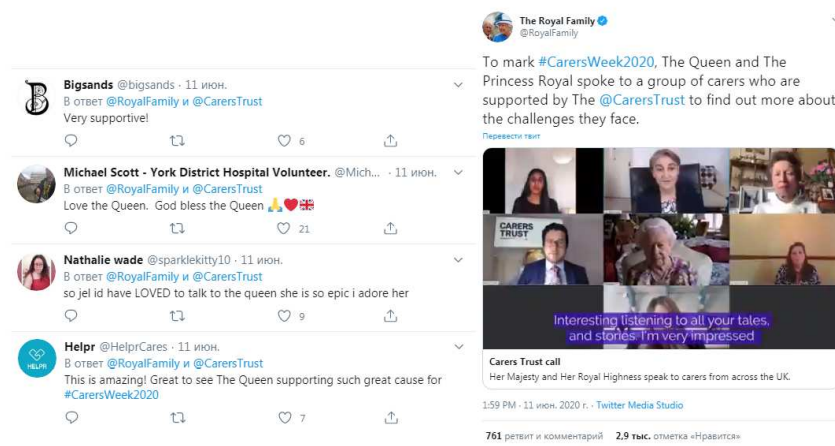 Bigsands @bigsands · 11 июн.
В ответ @RoyalFamily и @CarersTrust
Very supportive!
6
Michael Scott - York District Hospital Volunteer. @Mich... · 11 июн.
В ответ @RoyalFamily и @CarersTrust
Love the Queen. God bless the Queen 🙏❤️🇬🇧
21
Nathalie wade @sparklekitty10 · 11 июн.
В ответ @RoyalFamily и @CarersTrust
so jel id have LOVED to talk to the queen she is so epic i adore her
9
Helpr @HelprCares · 11 июн.
HELPR
В ответ @RoyalFamily и @CarersTrust
This is amazing! Great to see The Queen supporting such great cause for
#CarersWeek2020
7
The Royal Family
@RoyalFamily
To mark #CarersWeek2020, The Queen and The
Princess Royal spoke to a group of carers who are
supported by The @CarersTrust to find out more about
the challenges they face.
Перевести твит
CARERS
TRUST
Interesting listening to all your tales,
and stories. I'm very impressed
Carers Trust call
Her Majesty and Her Royal Highness speak to carers from across the UK.
1:59 PM · 11 июн. 2020 г. · Twitter Media Studio
761 ретвит и комментарий 2,9 тыс. отметка «Нравится»